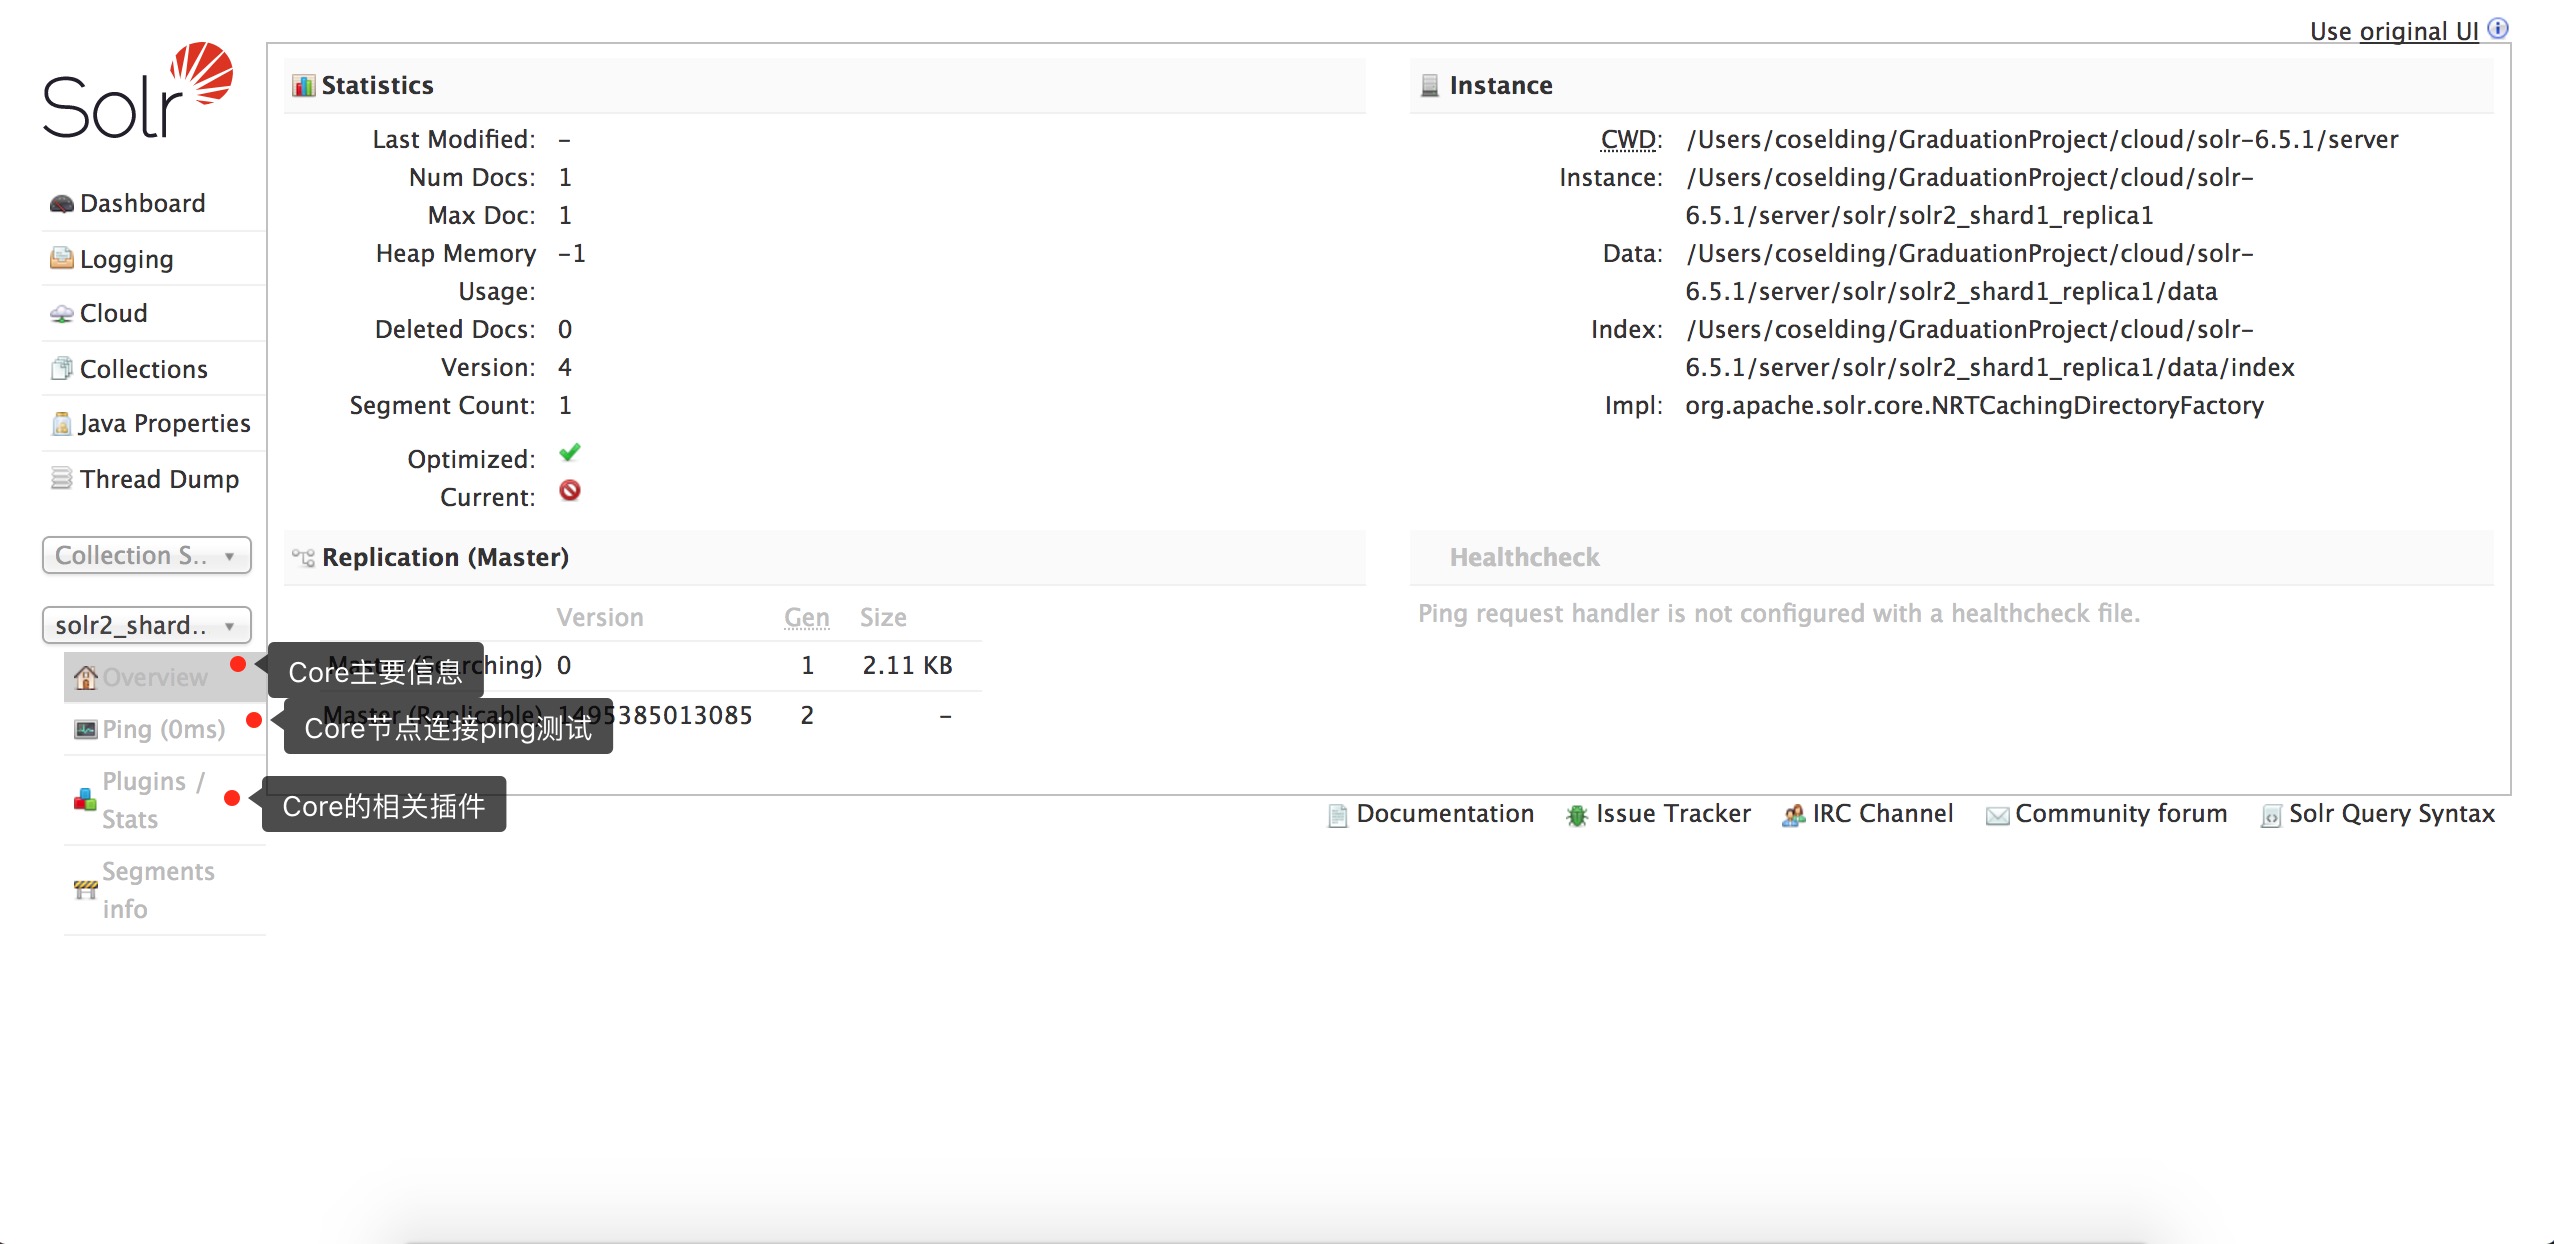 Use original UI
Solr
Dashboard
Logging
Cloud
Collections
Java Properties
Thread Dump
Collection S..
solr2_shard..
Overview
Core主要信息
Ping (0ms)
Core节点连接ping测试
Plugins /
Stats
Core的相关插件
Segments
info
Statistics
Last Modified: –
Num Docs: 1
Max Doc: 1
Heap Memory -1
Usage:
Deleted Docs: 0
Version: 4
Segment Count: 1
Optimized:
Current:
Instance
CWD: /Users/coselding/GraduationProject/cloud/solr-6.5.1/server
Instance: /Users/coselding/GraduationProject/cloud/solr-
6.5.1/server/solr/solr2_shard1_replica1
Data: /Users/coselding/GraduationProject/cloud/solr-
6.5.1/server/solr/solr2_shard1_replica1/data
Index: /Users/coselding/GraduationProject/cloud/solr-
6.5.1/server/solr/solr2_shard1_replica1/data/index
Impl: org.apache.solr.core.NRTCachingDirectoryFactory
Replication (Master)
Version Gen Size
Master (Searching) 0 1 2.11 KB
Master (Replicable) 1495385013085 2 –
Healthcheck
Ping request handler is not configured with a healthcheck file.
Documentation Issue Tracker IRC Channel Community forum Solr Query Syntax